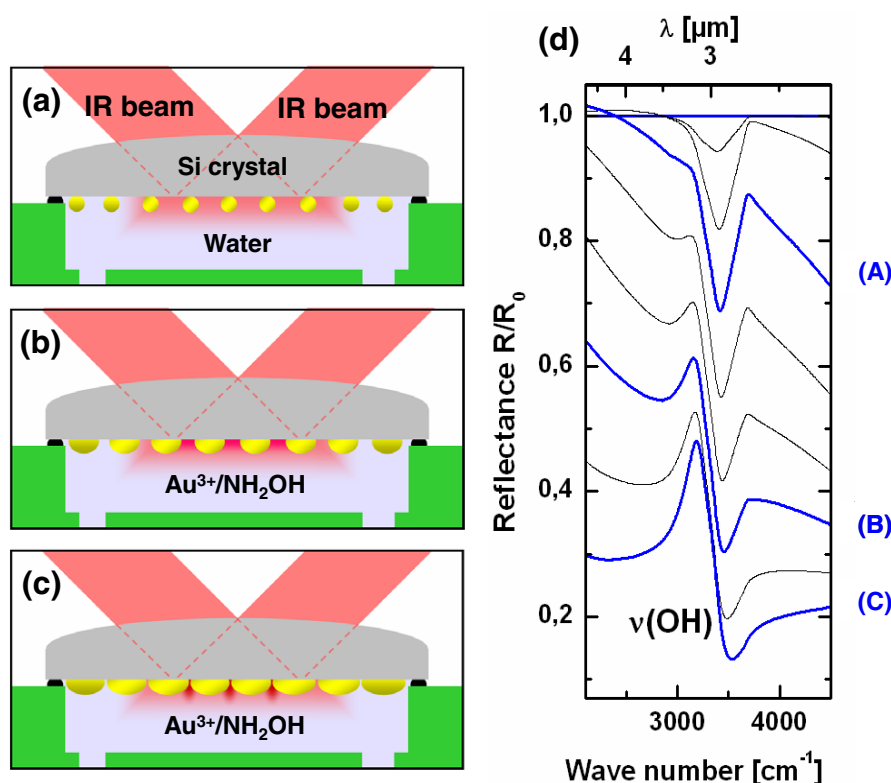 (a)
IR beam IR beam
Si crystal
Water
(b)
Au³⁺/NH₂OH
(c)
Au³⁺/NH₂OH
(d)
λ [µm]
4 3
Reflectance R/R₀
1,0
0,8
0,6
0,4
0,2
ν(OH)
(A)
(B)
(C)
3000 4000
Wave number [cm⁻¹]